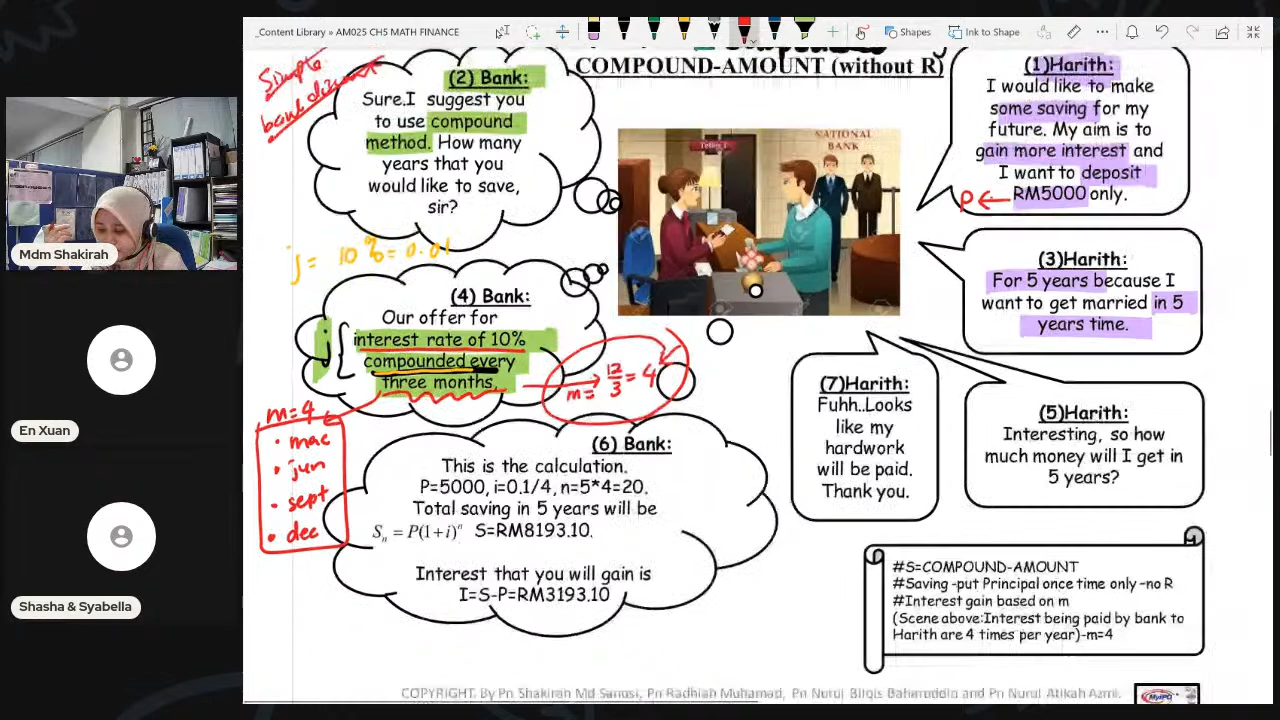 _Content Library » AM025 CH5 MATH FINANCE
Shapes
Ink to Shape
COMPOUND-AMOUNT (without R)
Simple
bank discount
(2) Bank:
Sure.I suggest you
to use compound
method. How many
years that you
would like to save,
sir?
Teller 1
NATIONAL
BANK
(1)Harith:
I would like to make
some saving for my
future. My aim is to
gain more interest and
I want to deposit
RM5000 only.
P ←
Mdm Shakirah
j = 10% = 0.01
(3)Harith:
For 5 years because I
want to get married in 5
years time.
(4) Bank:
Our offer for
interest rate of 10%
compounded every
three months,
j {
m = 12/3 = 4
m=4
• mac
• jun
• sept
• dec
(7)Harith:
Fuhh..Looks
like my
hardwork
will be paid.
Thank you.
(5)Harith:
Interesting, so how
much money will I get in
5 years?
En Xuan
(6) Bank:
This is the calculation.
P=5000, i=0.1/4, n=5*4=20.
Total saving in 5 years will be
Sₙ = P(1+i)ⁿ S=RM8193.10.
Interest that you will gain is
I=S-P=RM3193.10
Shasha & Syabella
#S=COMPOUND-AMOUNT
#Saving -put Principal once time only –no R
#Interest gain based on m
(Scene above:Interest being paid by bank to
Harith are 4 times per year)-m=4
COPYRIGHT. By Pn Shakirah Md Sanusi, Pn Radhiah Muhamad, Pn Nurul Bilqis Baharuddin and Pn Nurul Atikah Azmi.
MyIPO